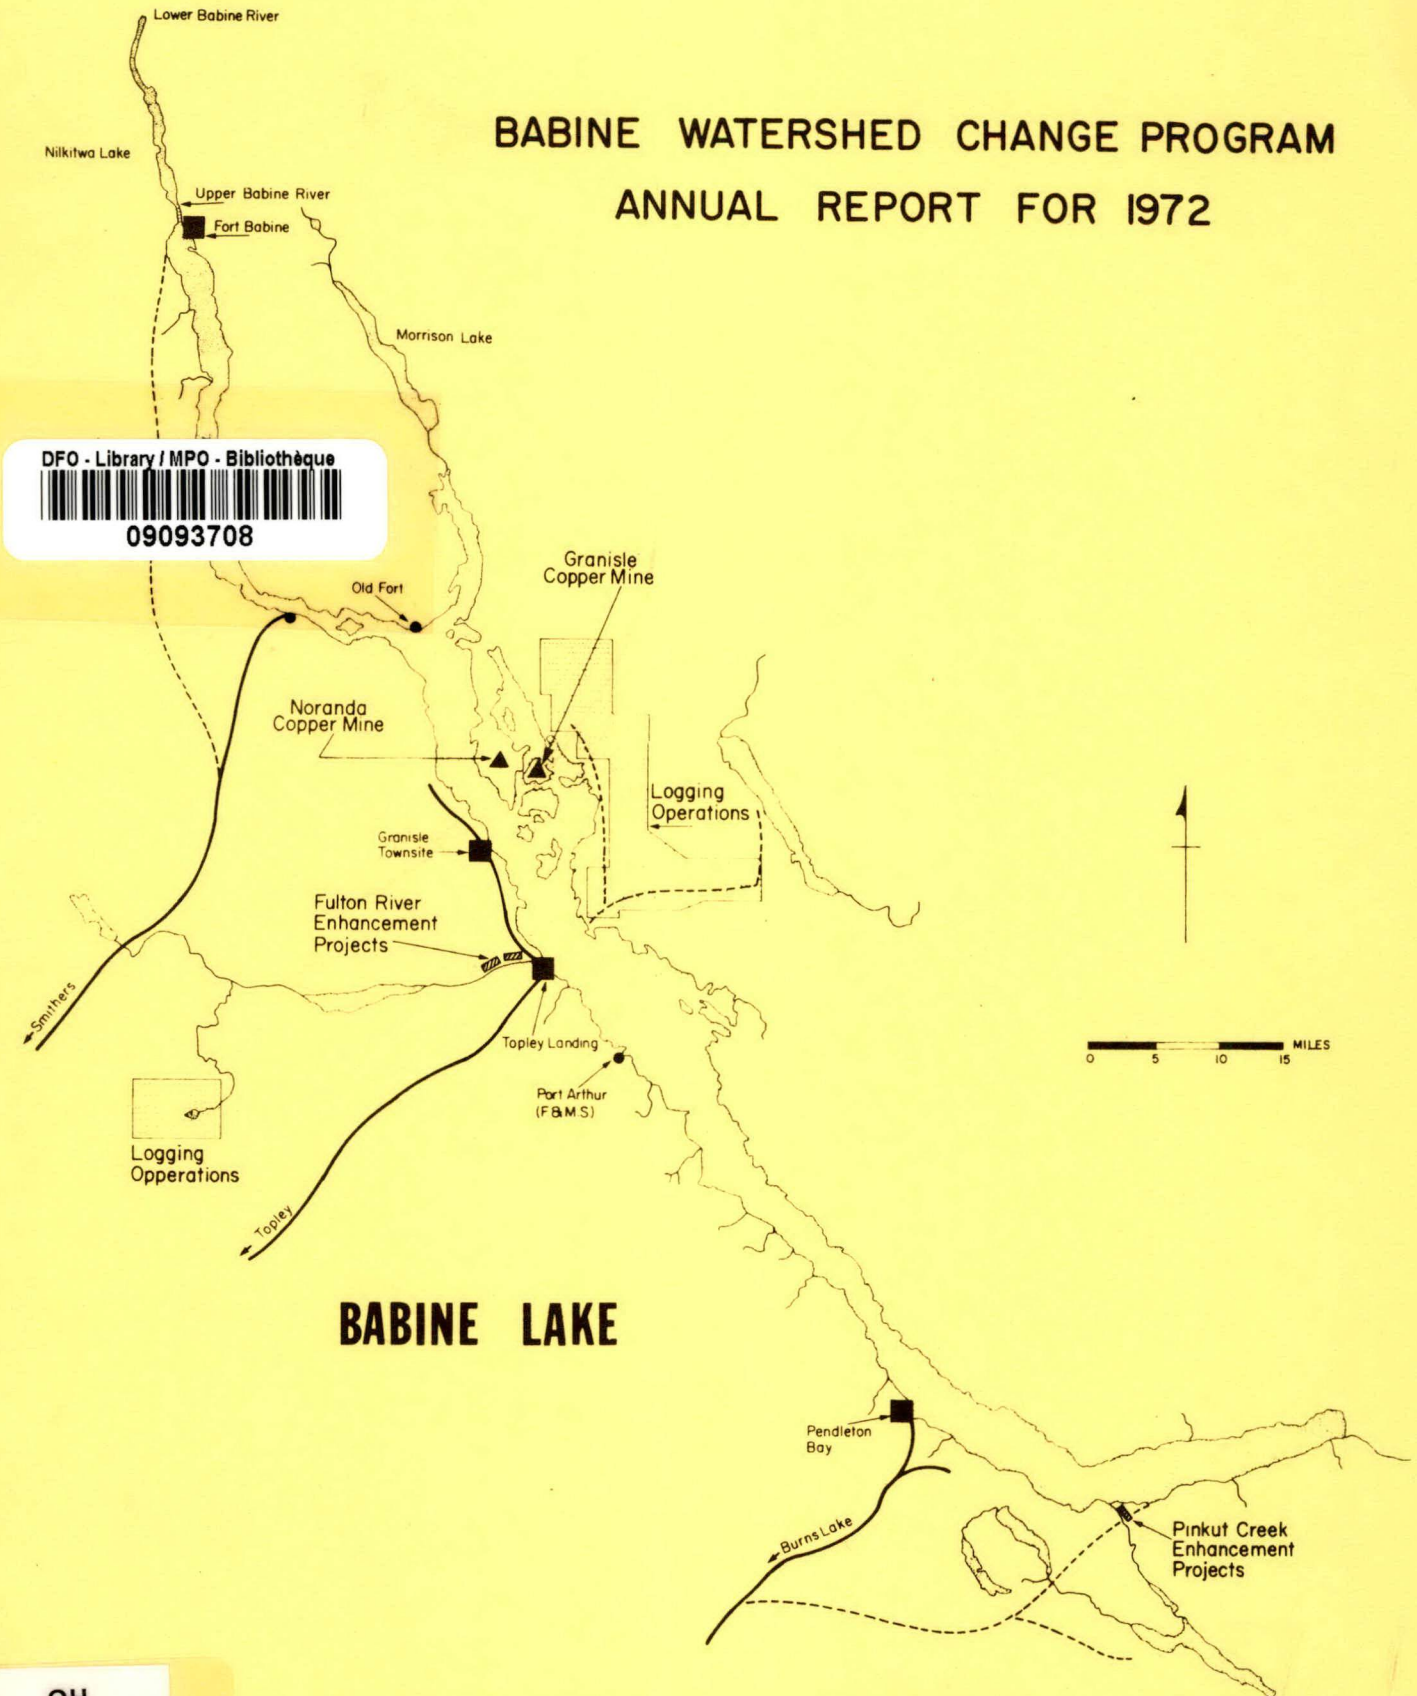 Lower Babine River
BABINE WATERSHED CHANGE PROGRAM
ANNUAL REPORT FOR 1972
Nilkitwa Lake
Upper Babine River
Fort Babine
Morrison Lake
DFO - Library / MPO - Bibliothèque
09093708
Granisle
Copper Mine
Old Fort
Noranda
Copper Mine
Logging
Operations
Granisle
Townsite
Fulton River
Enhancement
Projects
Smithers
Topley Landing
MILES
0 5 10 15
Port Arthur
(F&M.S)
Logging
Opperations
Topley
BABINE LAKE
Pendleton
Bay
Burns Lake
Pinkut Creek
Enhancement
Projects